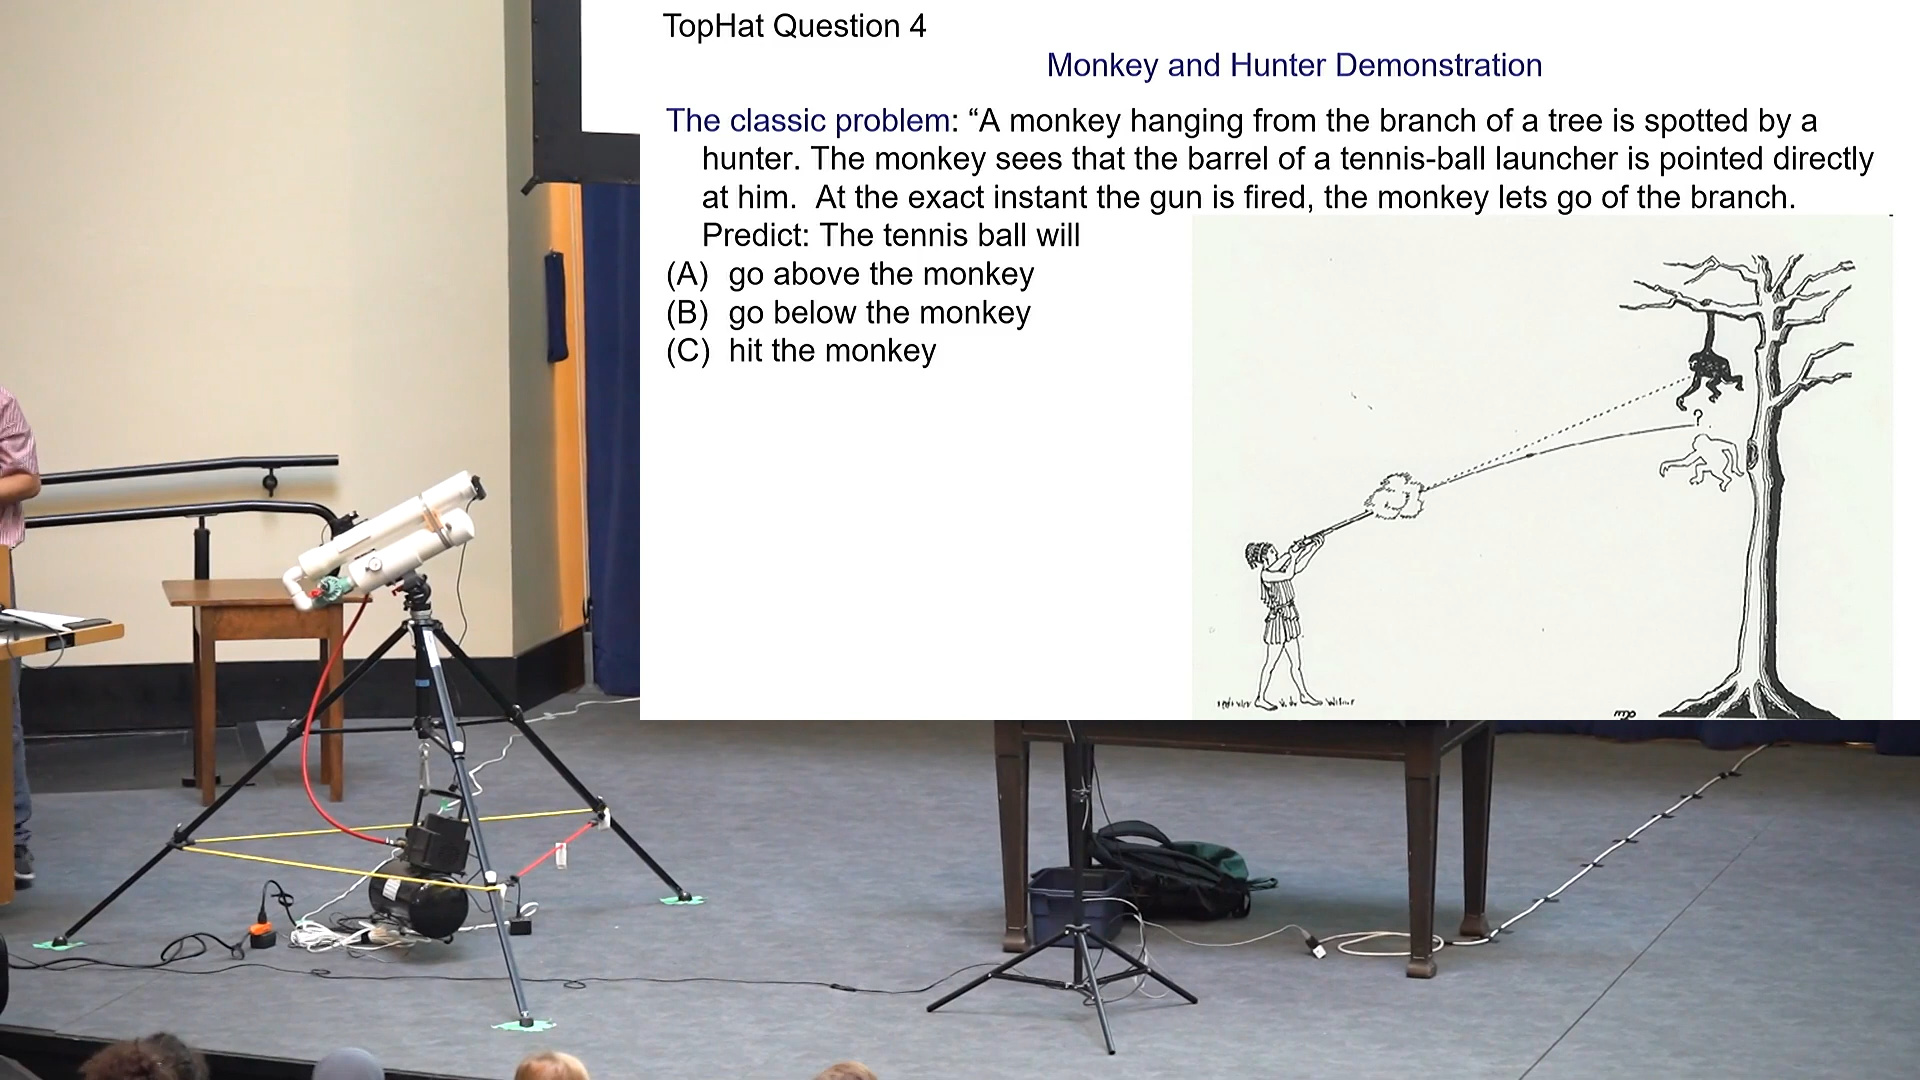 TopHat Question 4
Monkey and Hunter Demonstration
The classic problem: “A monkey hanging from the branch of a tree is spotted by a
hunter. The monkey sees that the barrel of a tennis-ball launcher is pointed directly
at him.  At the exact instant the gun is fired, the monkey lets go of the branch.
Predict: The tennis ball will
(A) go above the monkey
(B) go below the monkey
(C) hit the monkey
?